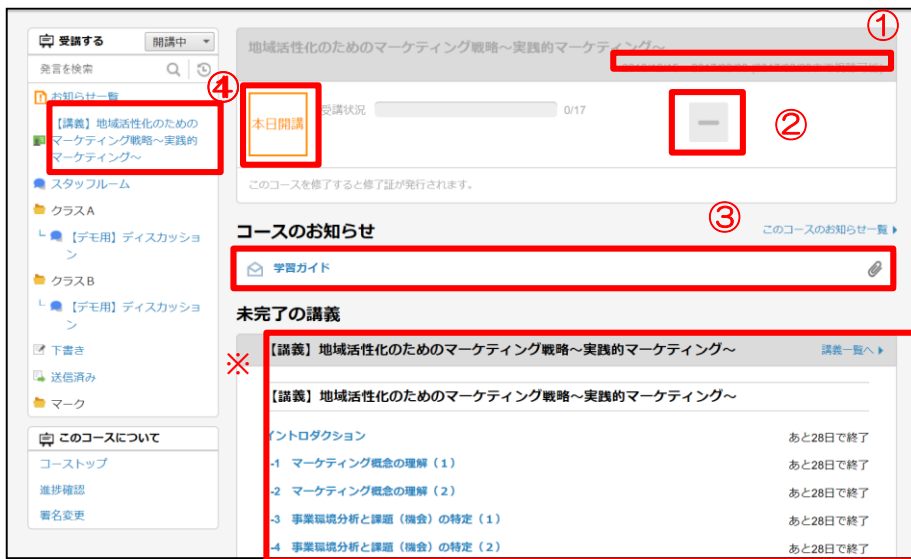 受講する 開講中
発言を検索
お知らせ一覧
【講義】地域活性化のための
マーケティング戦略～実践的
マーケティング～
スタッフルーム
クラスA
【デモ用】ディスカッショ
ン
クラスB
【デモ用】ディスカッショ
ン
下書き
送信済み
マーク
このコースについて
コーストップ
進捗確認
署名変更
地域活性化のためのマーケティング戦略～実践的マーケティング～
①
④
本日開講
受講状況 0/17
②
このコースを修了すると修了証が発行されます。
③
コースのお知らせ このコースのお知らせ一覧
学習ガイド
未完了の講義
※
【講義】地域活性化のためのマーケティング戦略～実践的マーケティング～ 講義一覧へ
【講義】地域活性化のためのマーケティング戦略～実践的マーケティング～
イントロダクション あと28日で終了
-1 マーケティング概念の理解（1） あと28日で終了
-2 マーケティング概念の理解（2） あと28日で終了
-3 事業環境分析と課題（機会）の特定（1） あと28日で終了
-4 事業環境分析と課題（機会）の特定（2） あと28日で終了